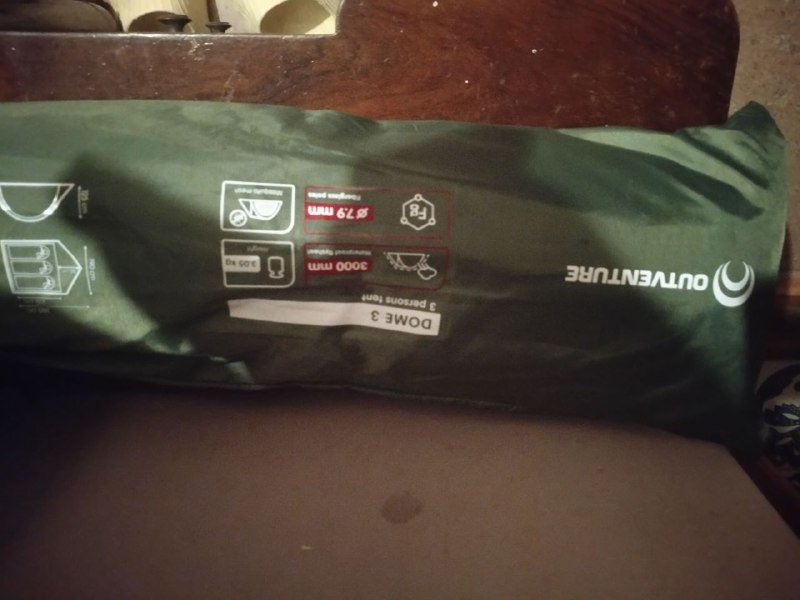 OUTVENTURE
DOME 3
3 persons tent
3000 mm
Waterproof flysheet
3.05 kg
Weight
Fg
Ø 7.9 mm
Fiberglass poles
Mosquito mesh